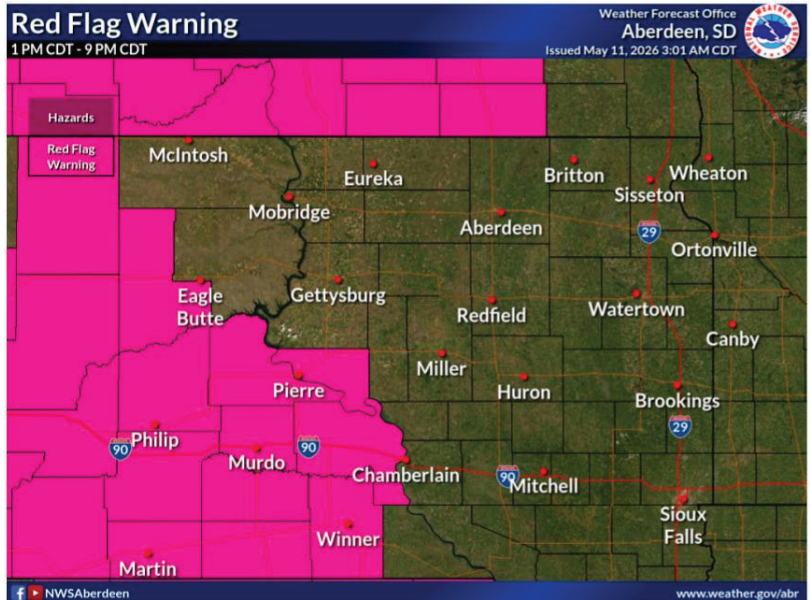 Red Flag Warning
1 PM CDT - 9 PM CDT
Weather Forecast Office
Aberdeen, SD
Issued May 11, 2026 3:01 AM CDT
NATIONAL WEATHER SERVICE
Hazards
Red Flag
Warning
McIntosh
Eureka
Britton
Wheaton
Sisseton
Mobridge
Aberdeen
29
Ortonville
Eagle
Butte
Gettysburg
Redfield
Watertown
Canby
Miller
Pierre
Huron
Brookings
29
Philip
90
90
Murdo
Chamberlain
90
Mitchell
Sioux
Falls
Winner
Martin
NWSAberdeen
www.weather.gov/abr